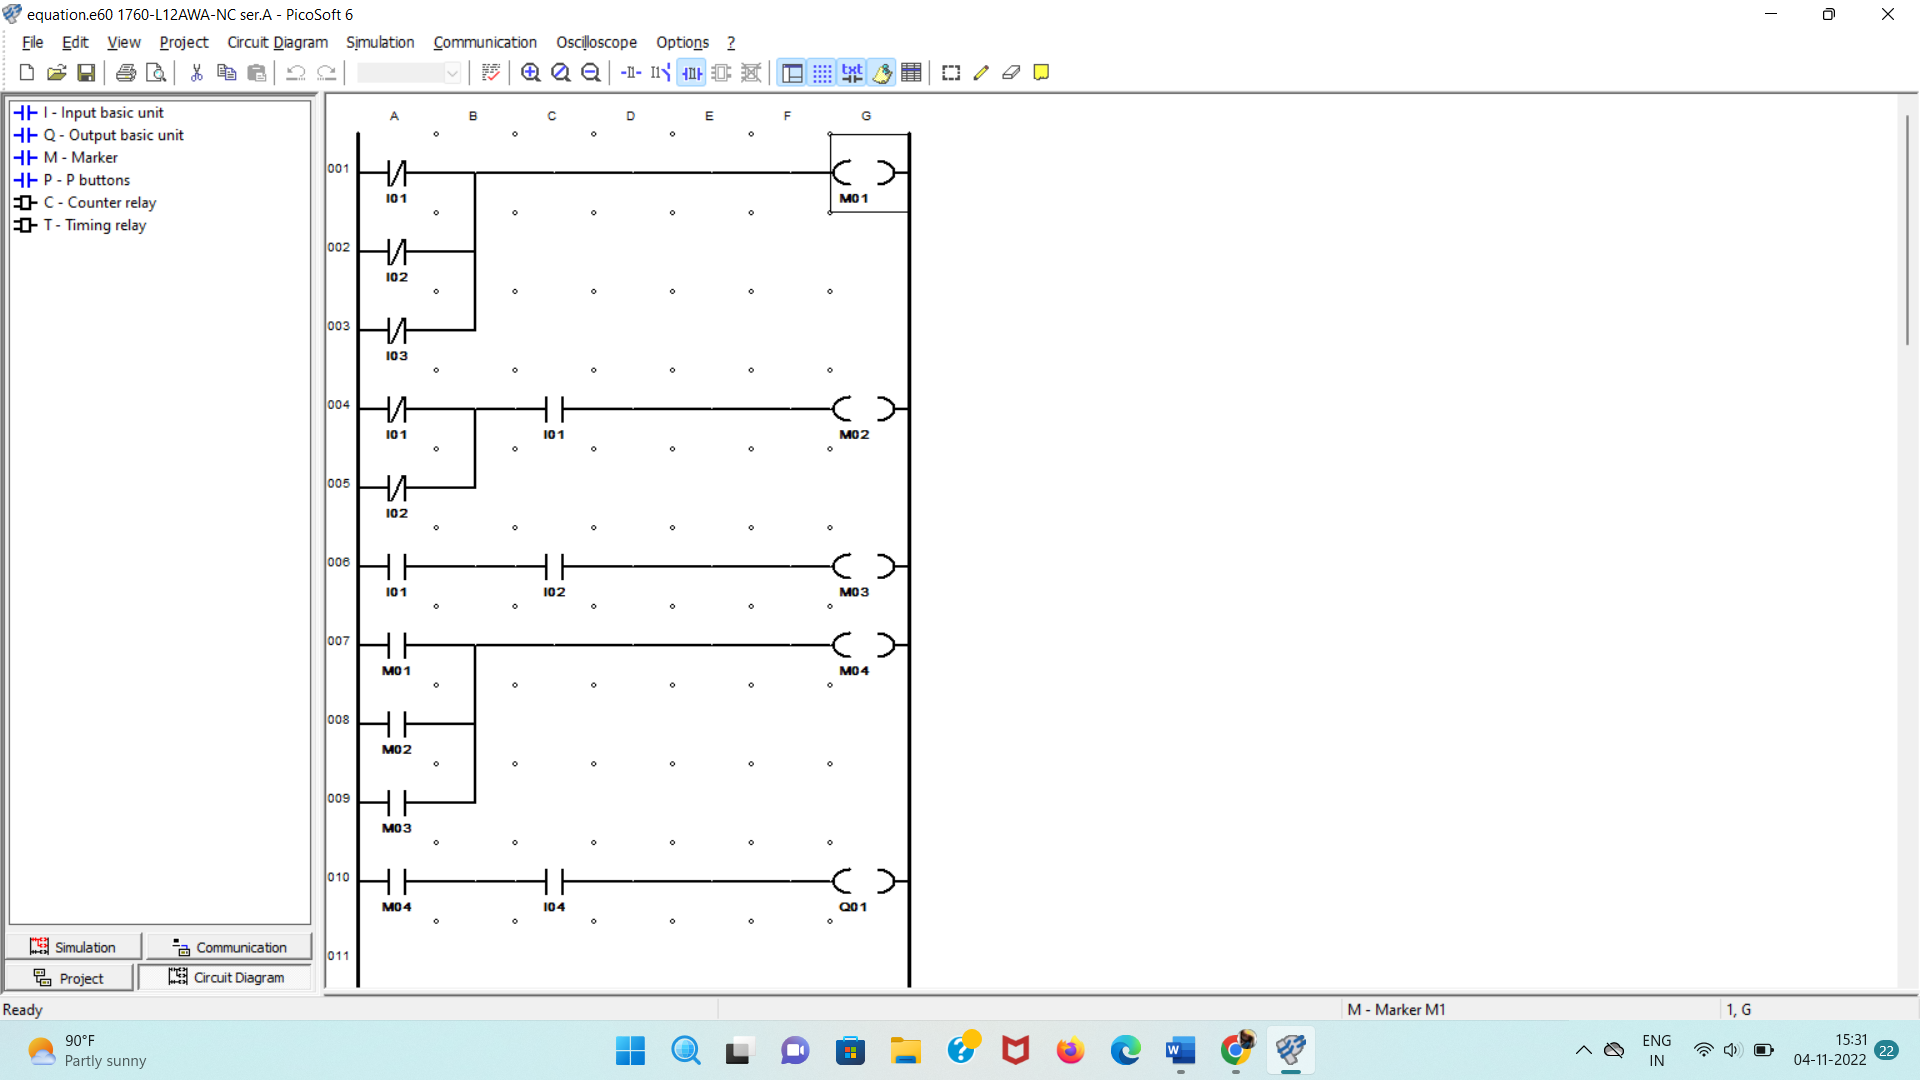 equation.e60 1760-L12AWA-NC ser.A - PicoSoft 6
File Edit View Project Circuit Diagram Simulation Communication Oscilloscope Options ?
txt
I - Input basic unit
Q - Output basic unit
M - Marker
P - P buttons
C - Counter relay
T - Timing relay
Simulation Communication
Project Circuit Diagram
A B C D E F G
001
I01 M01
002
I02
003
I03
004
I01 I01 M02
005
I02
006
I01 I02 M03
007
M01 M04
008
M02
009
M03
010
M04 I04 Q01
011
Ready M - Marker M1 1, G
90°F
Partly sunny
ENG
IN
15:31
04-11-2022
22